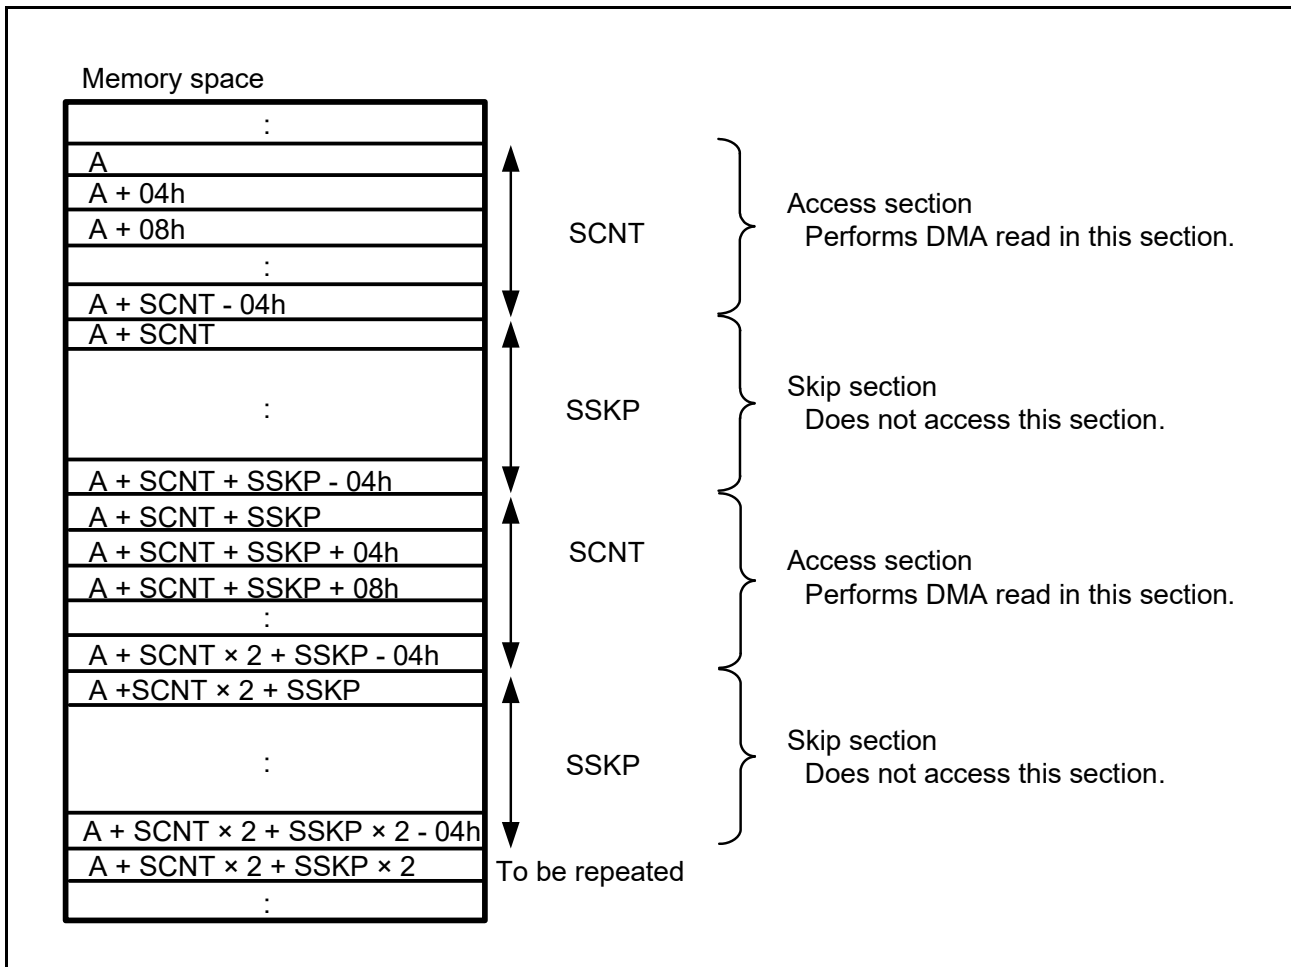 Memory space
:
A
A + 04h
A + 08h
:
A + SCNT - 04h
A + SCNT
:
A + SCNT + SSKP - 04h
A + SCNT + SSKP
A + SCNT + SSKP + 04h
A + SCNT + SSKP + 08h
:
A + SCNT × 2 + SSKP - 04h
A +SCNT × 2 + SSKP
:
A + SCNT × 2 + SSKP × 2 - 04h
A + SCNT × 2 + SSKP × 2
:
SCNT
SSKP
SCNT
SSKP
To be repeated
Access section
Performs DMA read in this section.
Skip section
Does not access this section.
Access section
Performs DMA read in this section.
Skip section
Does not access this section.